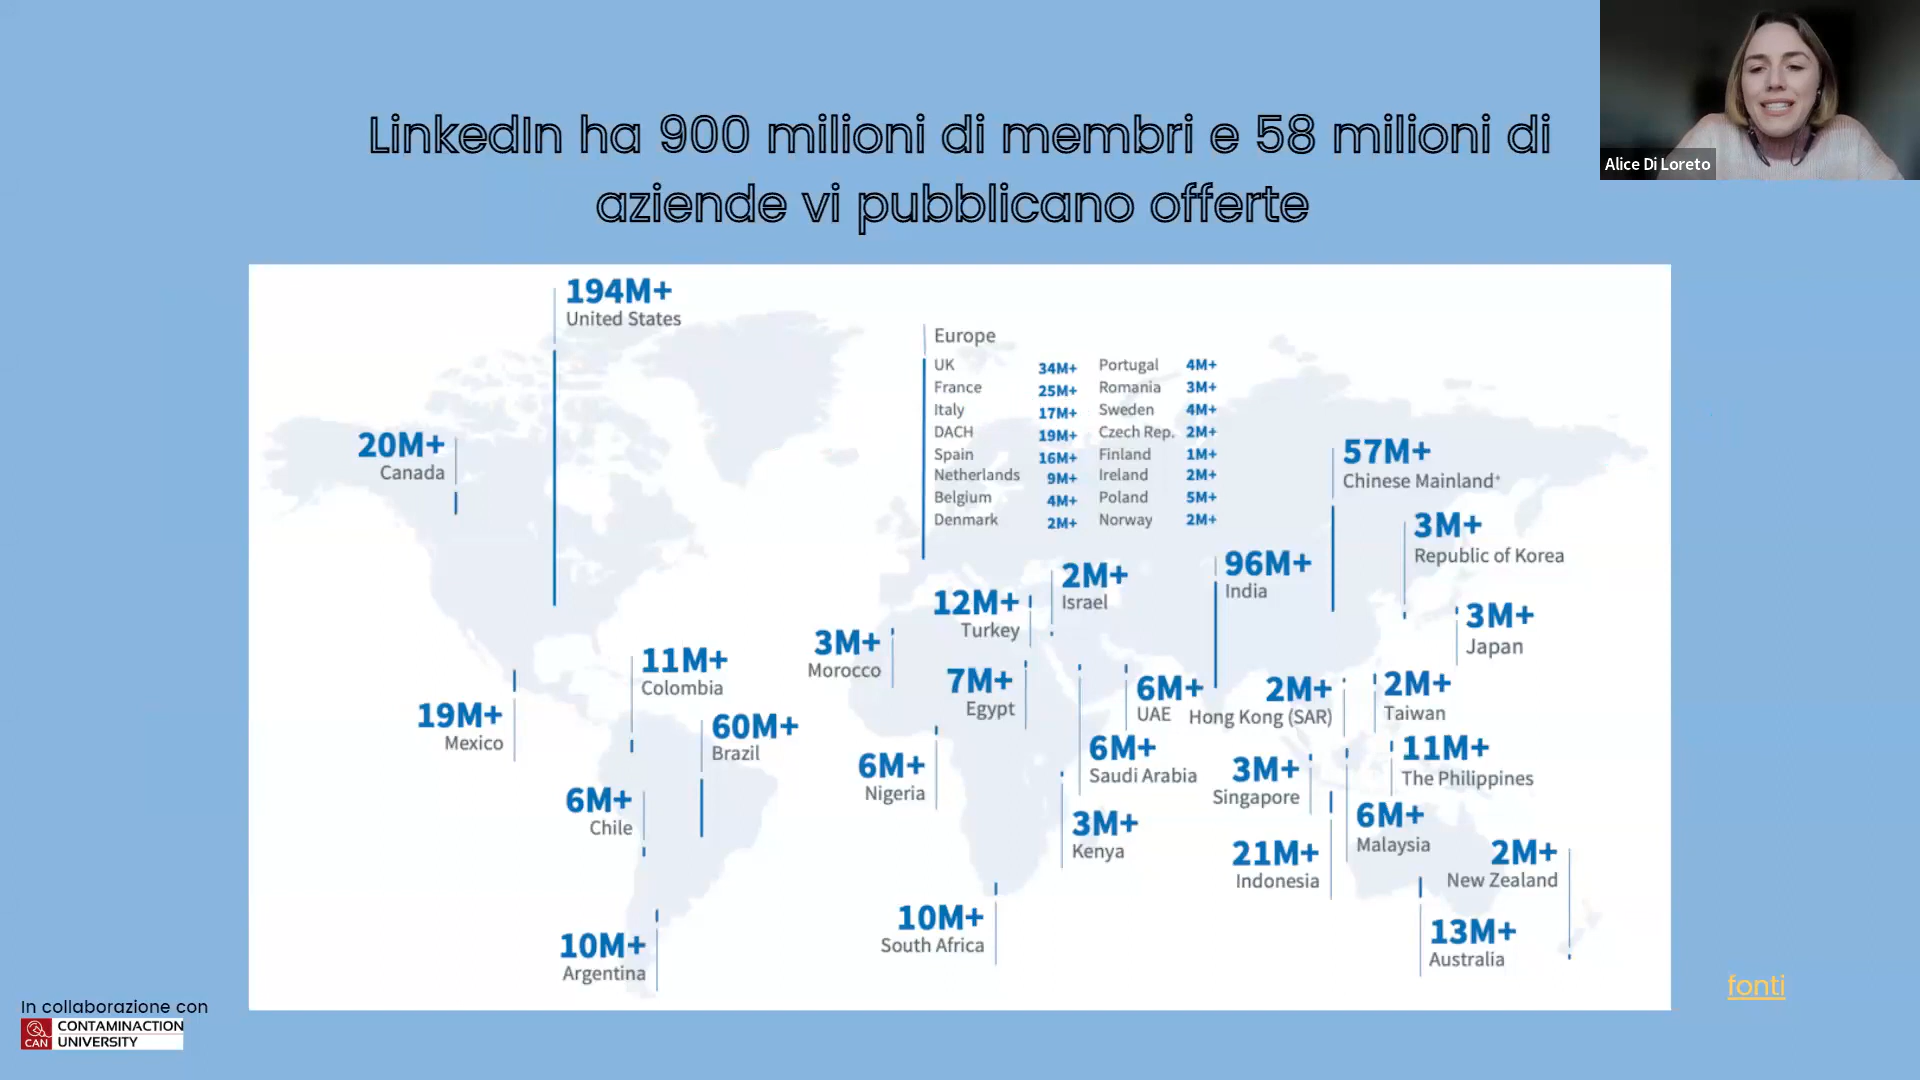 LinkedIn ha 900 milioni di membri e 58 milioni di
aziende vi pubblicano offerte
Alice Di Loreto
194M+
United States
20M+
Canada
Europe
UK 34M+ Portugal 4M+
France 25M+ Romania 3M+
Italy 17M+ Sweden 4M+
DACH 19M+ Czech Rep. 2M+
Spain 16M+ Finland 1M+
Netherlands 9M+ Ireland 2M+
Belgium 4M+ Poland 5M+
Denmark 2M+ Norway 2M+
57M+
Chinese Mainland*
3M+
Republic of Korea
96M+
India
2M+
Israel
12M+
Turkey
3M+
Japan
3M+
Morocco
11M+
Colombia
7M+
Egypt
6M+
UAE
2M+
Hong Kong (SAR)
2M+
Taiwan
19M+
Mexico
60M+
Brazil
6M+
Nigeria
6M+
Saudi Arabia
3M+
Singapore
11M+
The Philippines
6M+
Chile
3M+
Kenya
6M+
Malaysia
21M+
Indonesia
2M+
New Zealand
10M+
Argentina
10M+
South Africa
13M+
Australia
fonti
In collaborazione con
CAN
CONTAMINACTION
UNIVERSITY